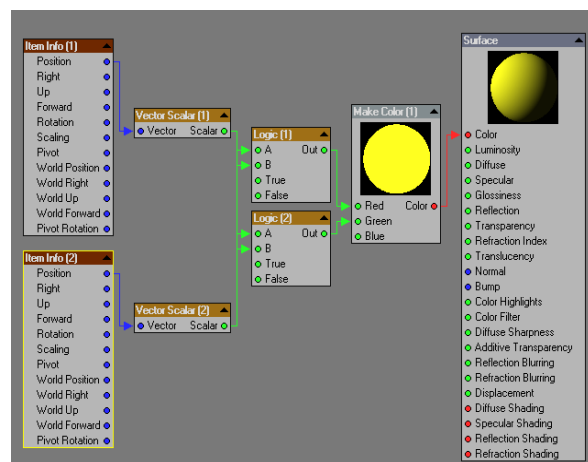 Item Info (1)
Position
Right
Up
Forward
Rotation
Scaling
Pivot
World Position
World Right
World Up
World Forward
Pivot Rotation
Item Info (2)
Position
Right
Up
Forward
Rotation
Scaling
Pivot
World Position
World Right
World Up
World Forward
Pivot Rotation
Vector Scalar (1)
Vector Scalar
Vector Scalar (2)
Vector Scalar
Logic (1)
A Out
B
True
False
Logic (2)
A Out
B
True
False
Make Color (1)
Red Color
Green
Blue
Surface
Color
Luminosity
Diffuse
Specular
Glossiness
Reflection
Transparency
Refraction Index
Translucency
Normal
Bump
Color Highlights
Color Filter
Diffuse Sharpness
Additive Transparency
Reflection Blurring
Refraction Blurring
Displacement
Diffuse Shading
Specular Shading
Reflection Shading
Refraction Shading